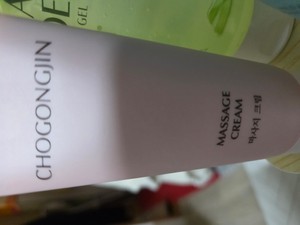 CHOGONGJIN
MASSAGE
CREAM
마사지 크림
GEL